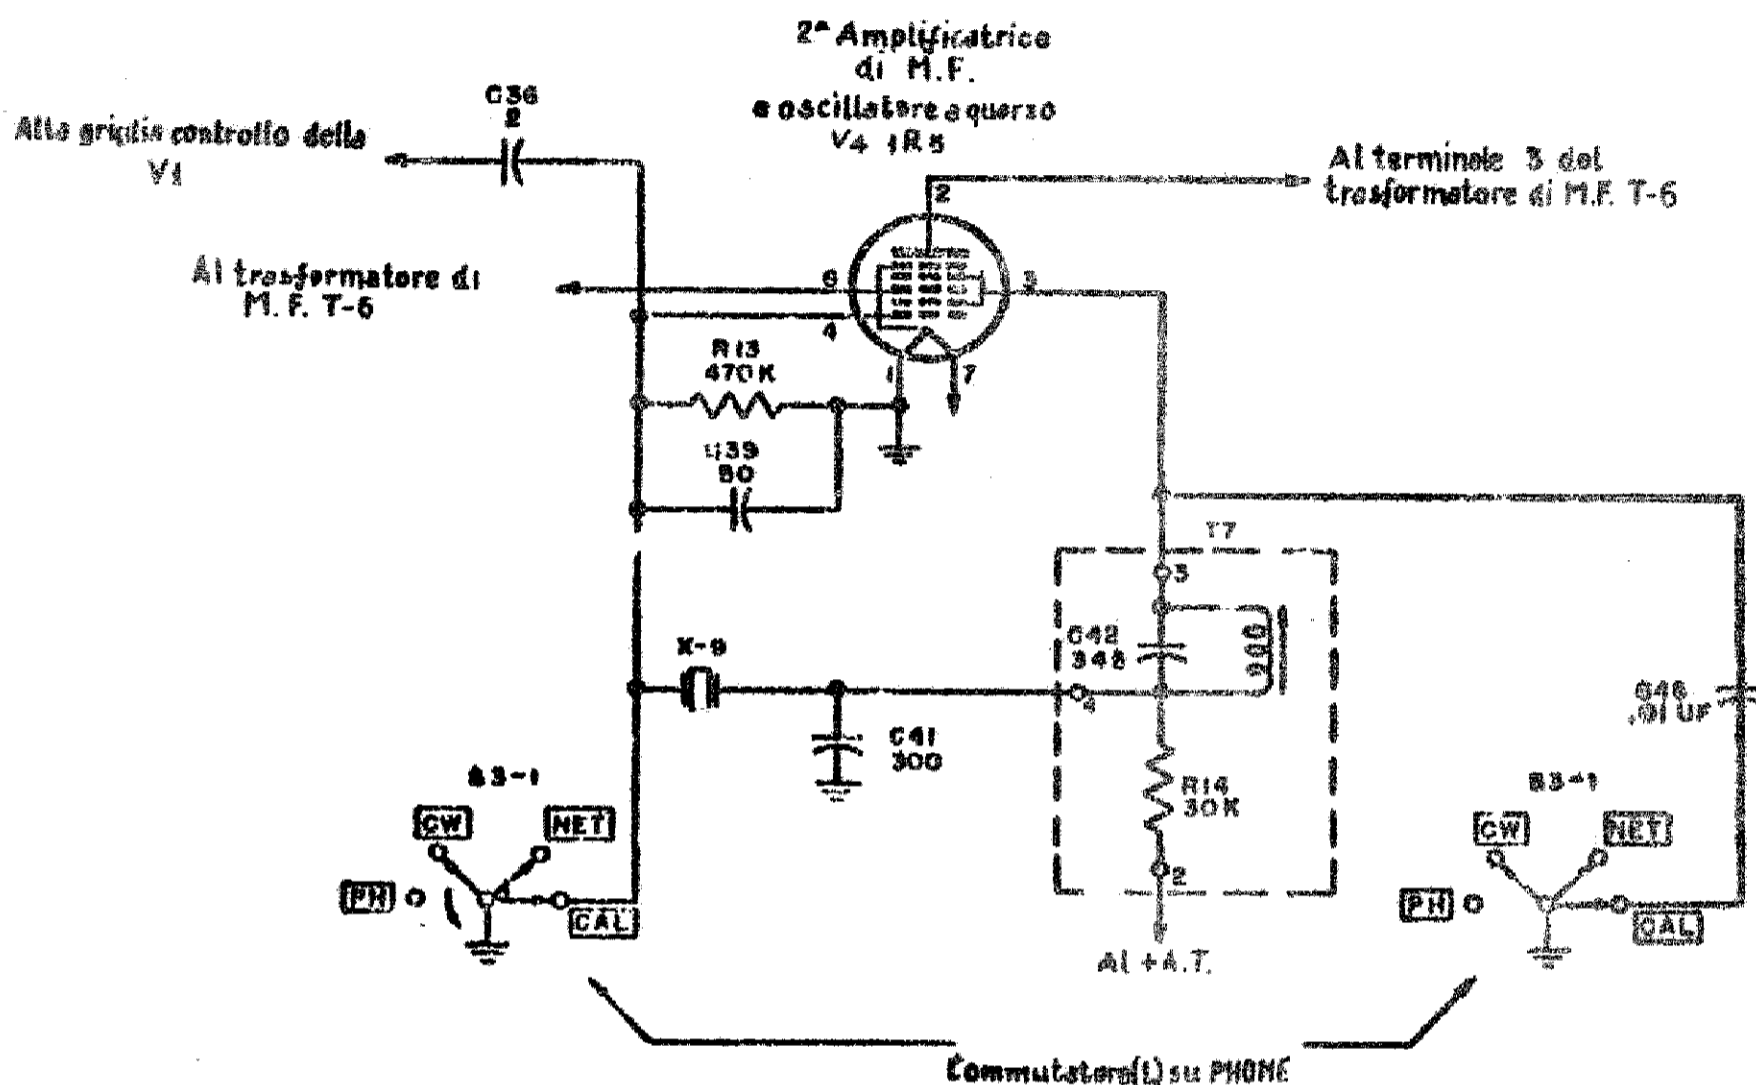 2ª Amplificatrice
di M.F.
e oscillatore a quarzo
V4 1R5
C36
2
Alla griglia controllo della
V1
Al terminale 3 del
trasformatore di M.F. T-6
2
Al trasformatore di
M.F. T-6
6
3
4
1
7
R13
470K
C39
50
T7
3
C42
342
X-9
4
C41
300
R14
30K
2
.01 UF
S3-1
CW
NET
PH
CAL
S3-1
CW
NET
PH
CAL
Al +A.T.
Commutatore(t) su PHONE